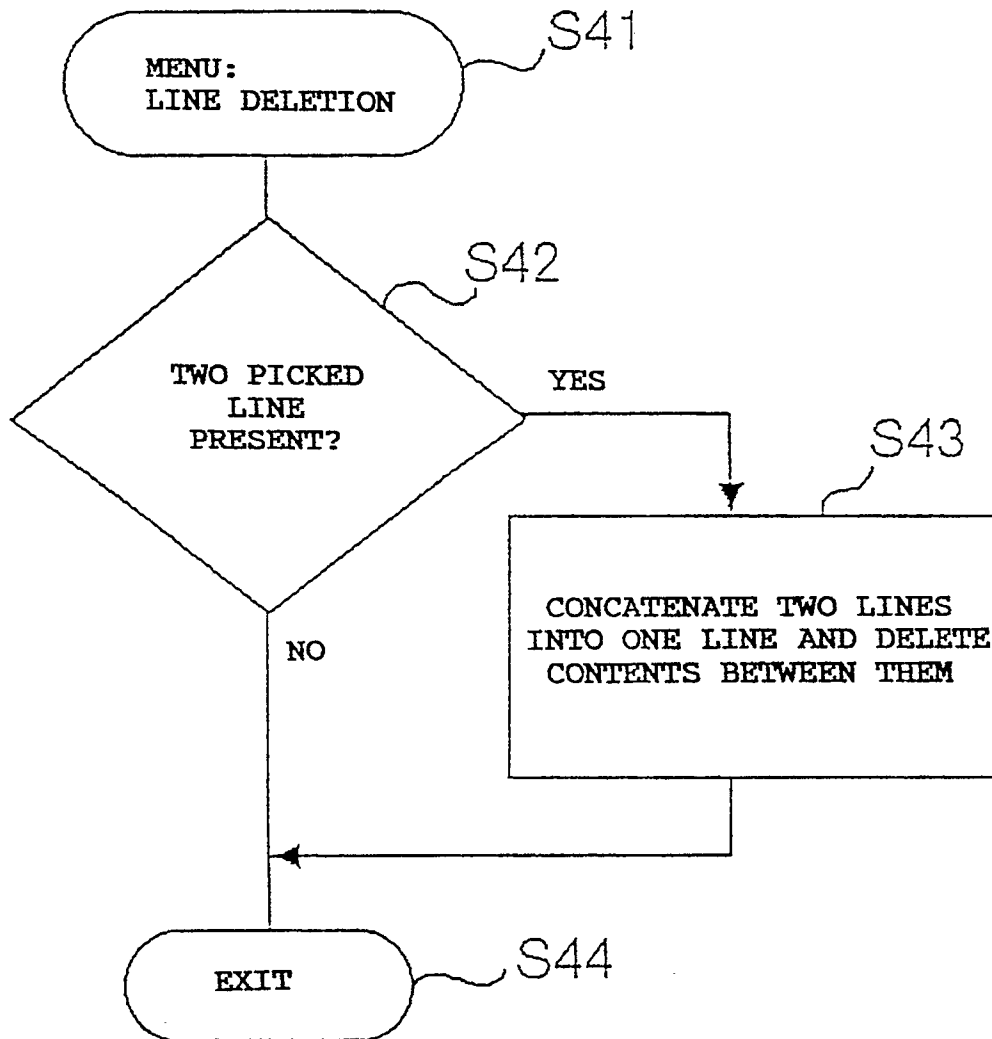 S41
MENU:
LINE DELETION
S42
TWO PICKED
LINE
PRESENT?
YES
S43
CONCATENATE TWO LINES
INTO ONE LINE AND DELETE
CONTENTS BETWEEN THEM
NO
EXIT
S44